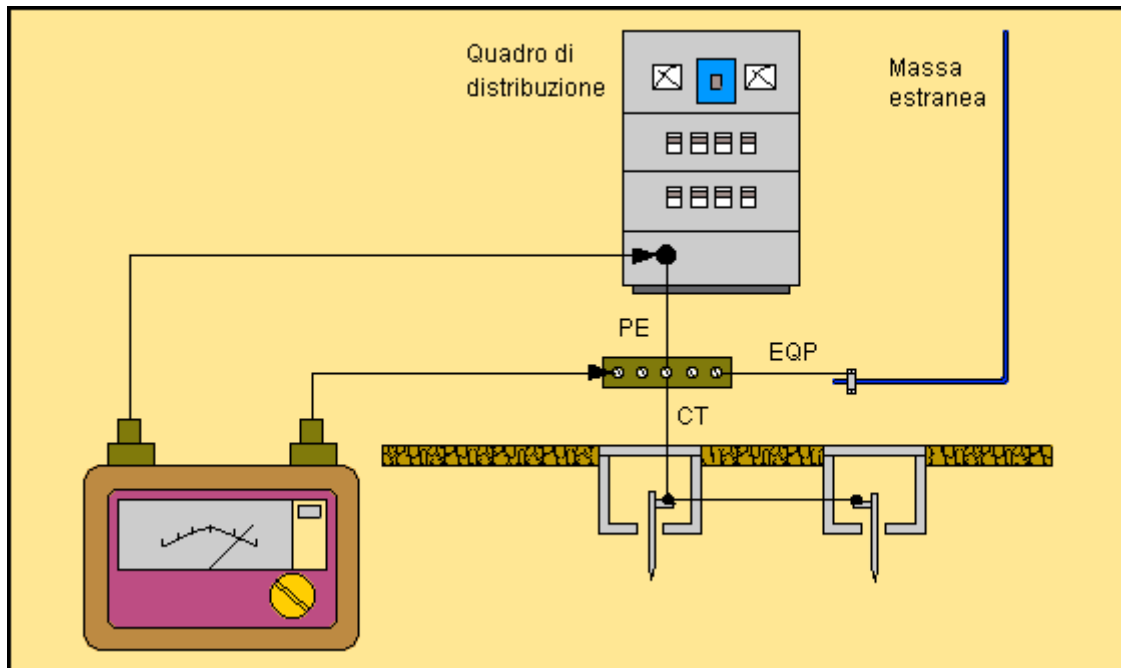 Quadro di
distribuzione
Massa
estranea
PE
EQP
CT